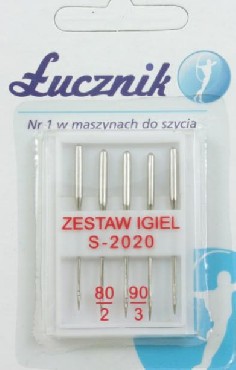 Łucznik
Nr 1 w maszynach do szycia
ZESTAW IGIEL
S-2020
80 90
2 3